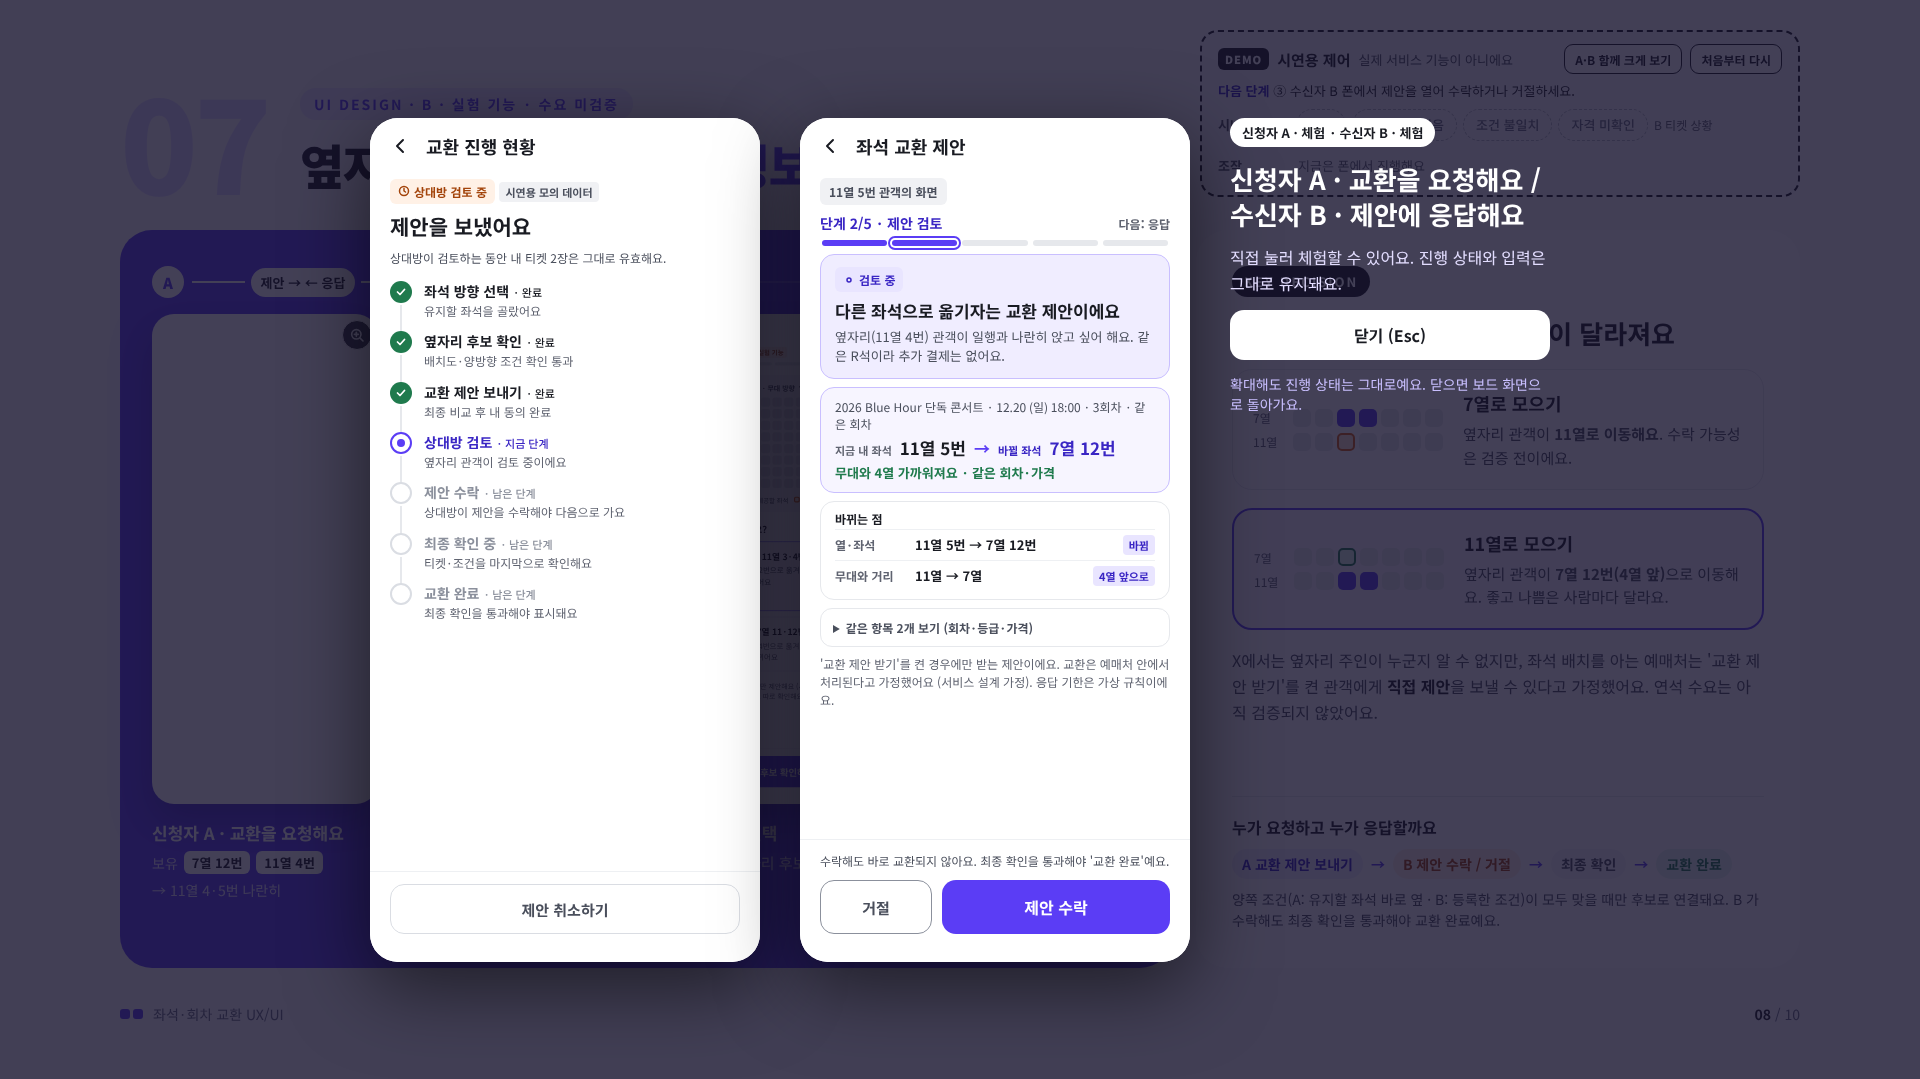 07
UI DESIGN · B · 실험 기능 · 수요 미검증
DEMO 시연용 제어 실제 서비스 기능이 아니에요
A·B 함께 크게 보기
처음부터 다시
다음 단계 ③ 수신자 B 폰에서 제안을 열어 수락하거나 거절하세요.
조건 불일치
자격 미확인
B 티켓 상황
지금은 폰에서 진행해요
A
제안 → ← 응답
교환 진행 현황
상대방 검토 중
시연용 모의 데이터
제안을 보냈어요
상대방이 검토하는 동안 내 티켓 2장은 그대로 유효해요.
좌석 방향 선택 · 완료
유지할 좌석을 골랐어요
옆자리 후보 확인 · 완료
배치도·양방향 조건 확인 통과
교환 제안 보내기 · 완료
최종 비교 후 내 동의 완료
상대방 검토 · 지금 단계
옆자리 관객이 검토 중이에요
제안 수락 · 남은 단계
상대방이 제안을 수락해야 다음으로 가요
최종 확인 중 · 남은 단계
티켓·조건을 마지막으로 확인해요
교환 완료 · 남은 단계
최종 확인을 통과해야 표시돼요
제안 취소하기
좌석 교환 제안
11열 5번 관객의 화면
단계 2/5 · 제안 검토
다음: 응답
검토 중
다른 좌석으로 옮기자는 교환 제안이에요
옆자리(11열 4번) 관객이 일행과 나란히 앉고 싶어 해요. 같
은 R석이라 추가 결제는 없어요.
2026 Blue Hour 단독 콘서트 · 12.20 (일) 18:00 · 3회차 · 같
은 회차
지금 내 좌석 11열 5번 → 바뀔 좌석 7열 12번
무대와 4열 가까워져요 · 같은 회차·가격
바뀌는 점
열·좌석 11열 5번 → 7열 12번 바뀜
무대와 거리 11열 → 7열 4열 앞으로
▶ 같은 항목 2개 보기 (회차·등급·가격)
'교환 제안 받기'를 켠 경우에만 받는 제안이에요. 교환은 예매처 안에서
처리된다고 가정했어요 (서비스 설계 가정). 응답 기한은 가상 규칙이에
요.
수락해도 바로 교환되지 않아요. 최종 확인을 통과해야 '교환 완료'예요.
거절
제안 수락
신청자 A · 체험 · 수신자 B · 체험
신청자 A · 교환을 요청해요 /
수신자 B · 제안에 응답해요
직접 눌러 체험할 수 있어요. 진행 상태와 입력은
그대로 유지돼요.
닫기 (Esc)
확대해도 진행 상태는 그대로예요. 닫으면 보드 화면으
로 돌아가요.
이 달라져요
7열
11열
7열로 모으기
옆자리 관객이 11열로 이동해요. 수락 가능성
은 검증 전이에요.
7열
11열
11열로 모으기
옆자리 관객이 7열 12번(4열 앞)으로 이동해
요. 좋고 나쁨은 사람마다 달라요.
X에서는 옆자리 주인이 누군지 알 수 없지만, 좌석 배치를 아는 예매처는 '교환 제
안 받기'를 켠 관객에게 직접 제안을 보낼 수 있다고 가정했어요. 연석 수요는 아
직 검증되지 않았어요.
신청자 A · 교환을 요청해요
보유 7열 12번 11열 4번
→ 11열 4·5번 나란히
누가 요청하고 누가 응답할까요
A 교환 제안 보내기 → B 제안 수락 / 거절 → 최종 확인 → 교환 완료
양쪽 조건(A: 유지할 좌석 바로 옆 · B: 등록한 조건)이 모두 맞을 때만 후보로 연결돼요. B 가
수락해도 최종 확인을 통과해야 교환 완료예요.
좌석·회차 교환 UX/UI
08 / 10